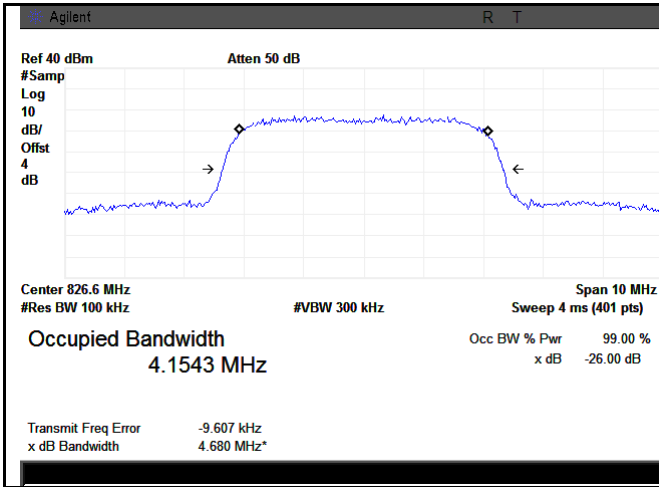 Agilent R T
Ref 40 dBm Atten 50 dB
#Samp
Log
10
dB/
Offst
4
dB
Center 826.6 MHz Span 10 MHz
#Res BW 100 kHz #VBW 300 kHz Sweep 4 ms (401 pts)
Occupied Bandwidth Occ BW % Pwr 99.00 %
4.1543 MHz x dB -26.00 dB
Transmit Freq Error -9.607 kHz
x dB Bandwidth 4.680 MHz*